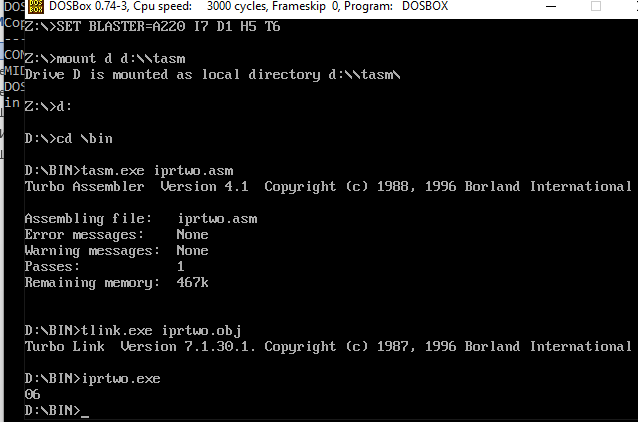 DOSBox 0.74-3, Cpu speed: 3000 cycles, Frameskip 0, Program: DOSBOX
Z:\>SET BLASTER=A220 I7 D1 H5 T6
Z:\>mount d d:\\tasm
Drive D is mounted as local directory d:\\tasm\
Z:\>d:
D:\>cd \bin
D:\BIN>tasm.exe iprtwo.asm
Turbo Assembler Version 4.1 Copyright (c) 1988, 1996 Borland International
Assembling file: iprtwo.asm
Error messages: None
Warning messages: None
Passes: 1
Remaining memory: 467k
D:\BIN>tlink.exe iprtwo.obj
Turbo Link Version 7.1.30.1. Copyright (c) 1987, 1996 Borland International
D:\BIN>iprtwo.exe
06
D:\BIN>_